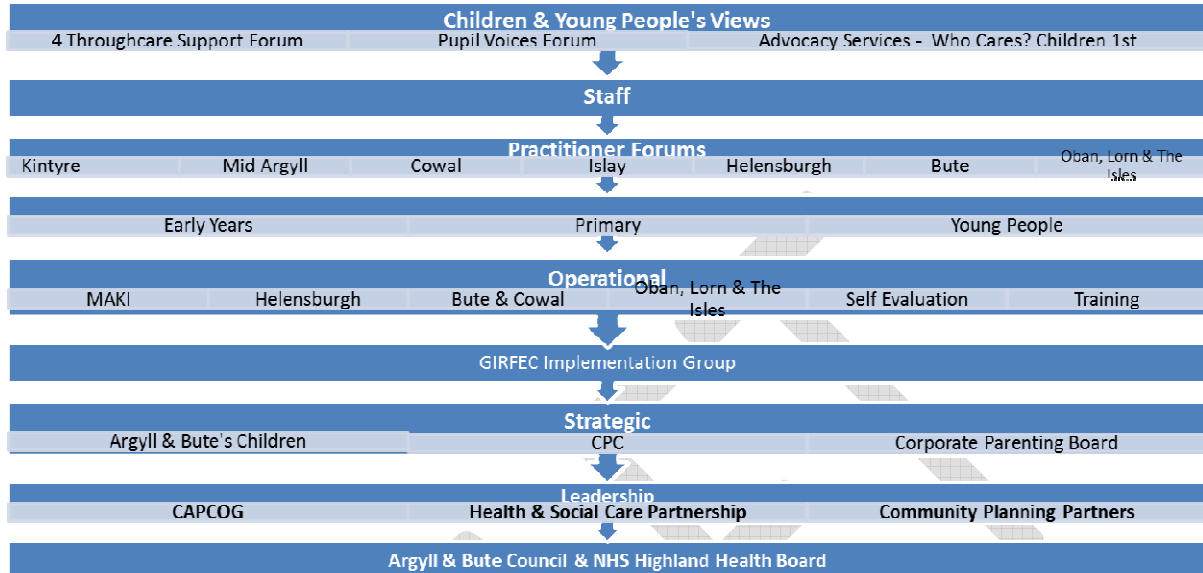 Children & Young People's Views
4 Throughcare Support Forum Pupil Voices Forum Advocacy Services - Who Cares? Children 1st
Staff
Practitioner Forums
Kintyre Mid Argyll Cowal Islay Helensburgh Bute Oban, Lorn & The Isles
Early Years Primary Young People
Operational
MAKI Helensburgh Bute & Cowal Oban, Lorn & The Isles Self Evaluation Training
GIRFEC Implementation Group
Strategic
Argyll & Bute's Children CPC Corporate Parenting Board
Leadership
CAPCOG Health & Social Care Partnership Community Planning Partners
Argyll & Bute Council & NHS Highland Health Board